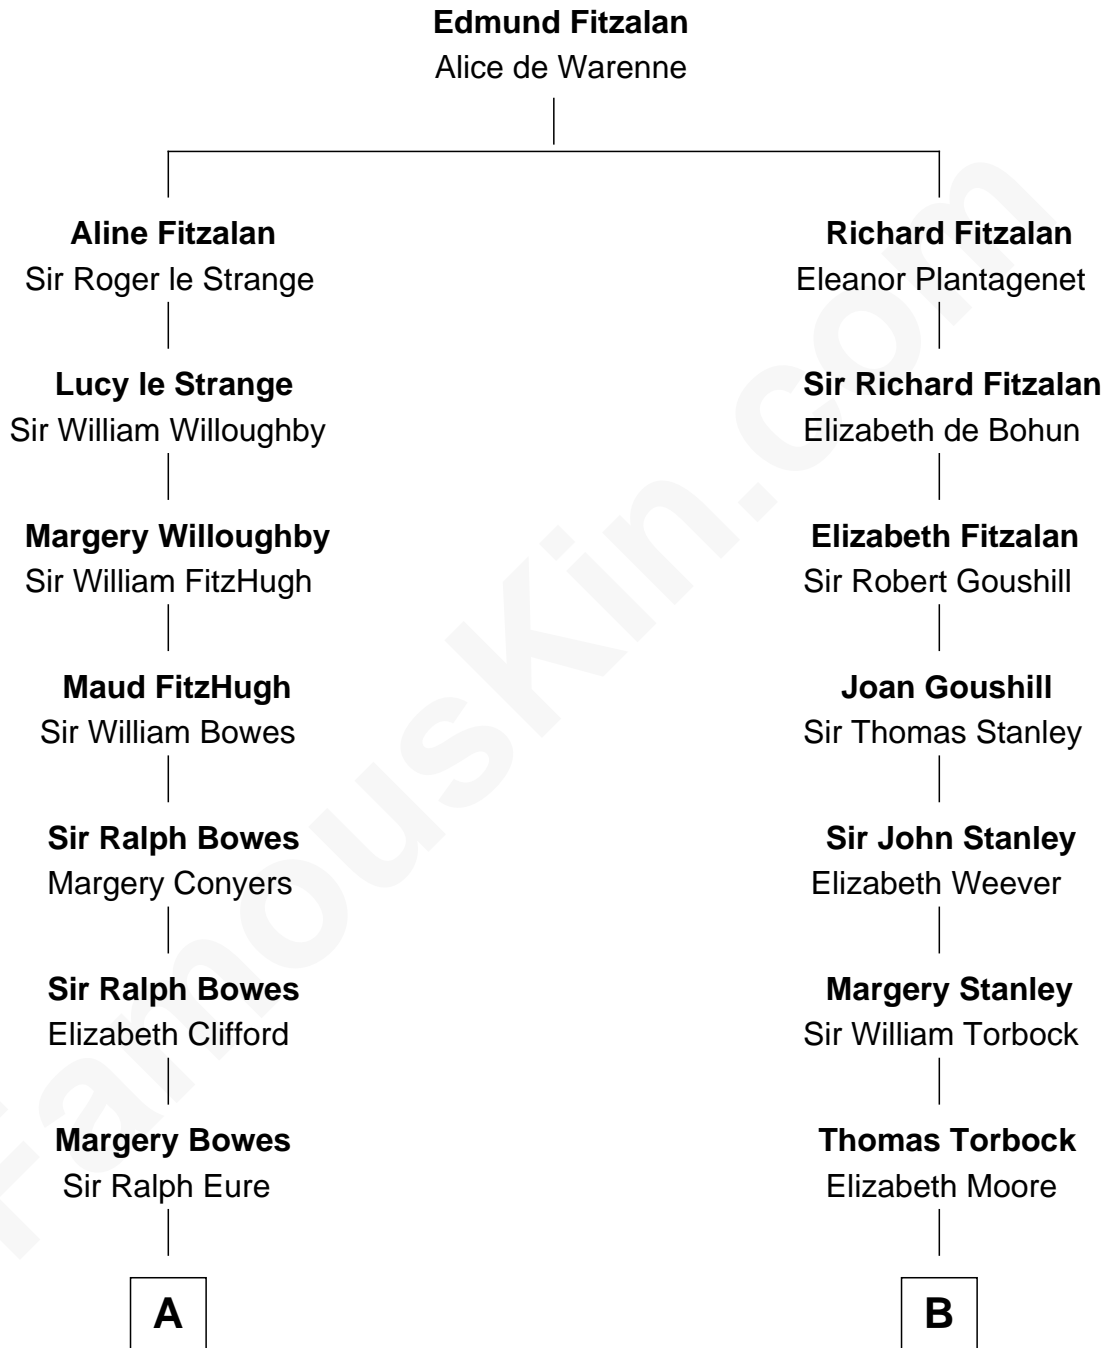 Edmund Fitzalan
Alice de Warenne
Aline Fitzalan
Sir Roger le Strange
Richard Fitzalan
Eleanor Plantagenet
Lucy le Strange
Sir William Willoughby
Sir Richard Fitzalan
Elizabeth de Bohun
Margery Willoughby
Sir William FitzHugh
Elizabeth Fitzalan
Sir Robert Goushill
Maud FitzHugh
Sir William Bowes
Joan Goushill
Sir Thomas Stanley
Sir Ralph Bowes
Margery Conyers
Sir John Stanley
Elizabeth Weever
Sir Ralph Bowes
Elizabeth Clifford
Margery Stanley
Sir William Torbock
Margery Bowes
Sir Ralph Eure
Thomas Torbock
Elizabeth Moore
A
B
FamousKin.com